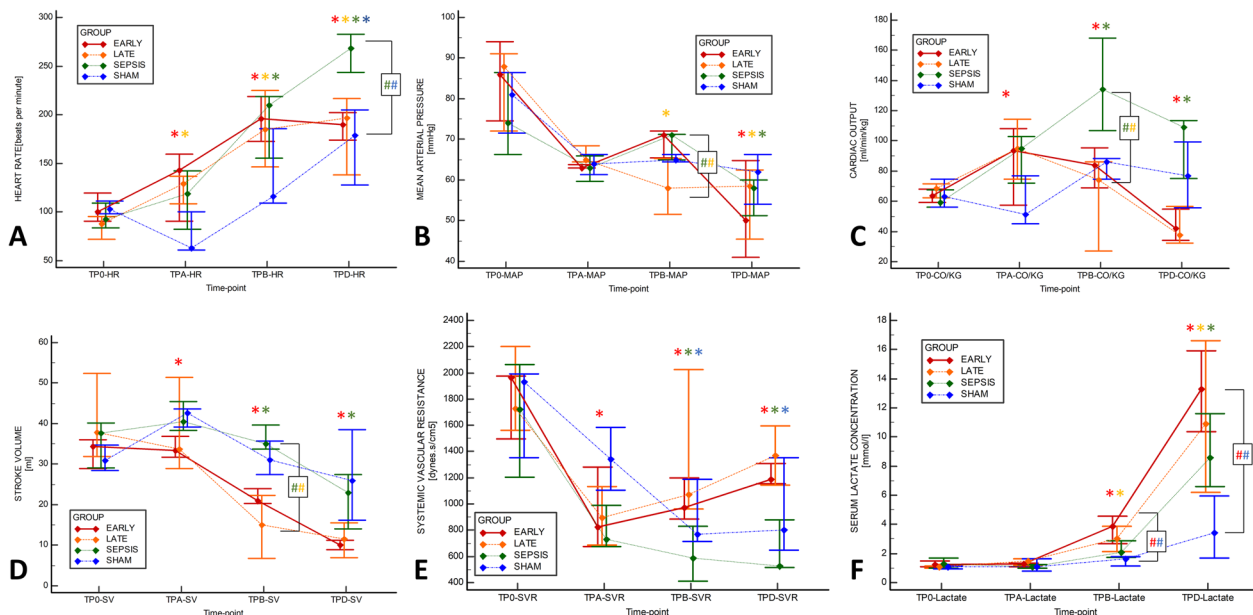 A
HEART RATE[beats per minute]
300
250
200
150
100
50
GROUP
EARLY
LATE
SEPSIS
SHAM
* *
* * *
* * * *
##
TP0-HR TPA-HR TPB-HR TPD-HR
Time-point
B
MEAN ARTERIAL PRESSURE
[mmHg]
100
90
80
70
60
50
40
GROUP
EARLY
LATE
SEPSIS
SHAM
*
* * *
##
TP0-MAP TPA-MAP TPB-MAP TPD-MAP
Time-point
C
CARDIAC OUTPUT
[ml/min/kg]
180
160
140
120
100
80
60
40
20
GROUP
EARLY
LATE
SEPSIS
SHAM
*
* *
* *
##
TP0-CO/KG TPA-CO/KG TPB-CO/KG TPD-CO/KG
Time-point
D
STROKE VOLUME
[ml]
60
50
40
30
20
10
0
GROUP
EARLY
LATE
SEPSIS
SHAM
*
* *
* *
##
TP0-SV TPA-SV TPB-SV TPD-SV
Time-point
E
SYSTEMIC VASCULAR RESISTANCE
[dynes.s/cm5]
2400
2200
2000
1800
1600
1400
1200
1000
800
600
400
GROUP
EARLY
LATE
SEPSIS
SHAM
*
* * *
* * *
TP0-SVR TPA-SVR TPB-SVR TPD-SVR
Time-point
F
SERUM LACTATE CONCENTRATION
[mmol/l]
18
16
14
12
10
8
6
4
2
0
GROUP
EARLY
LATE
SEPSIS
SHAM
* *
* * *
##
##
TP0-Lactate TPA-Lactate TPB-Lactate TPD-Lactate
Time-point